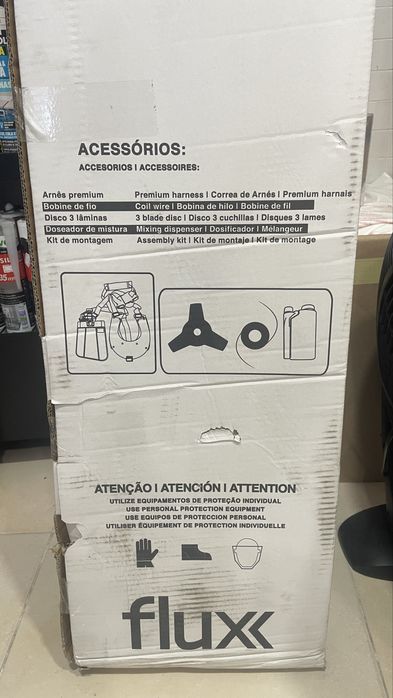 ACESSÓRIOS:
ACCESORIOS I ACCESSOIRES:
Arnês premium Premium harness I Correa de Arnés I Premium harnais
Bobine de fio Coil wire I Bobina de hilo I Bobine de fil
Disco 3 lâminas 3 blade disc I Disco 3 cuchillas I Disques 3 lames
Doseador de mistura Mixing dispenser I Dosificador I Mélangeur
Kit de montagem Assembly kit I Kit de montaje I Kit de montage
ATENÇÃO I ATENCIÓN I ATTENTION
UTILIZE EQUIPAMENTOS DE PROTEÇÃO INDIVIDUAL
USE PERSONAL PROTECTION EQUIPMENT
USE EQUIPOS DE PROTECCION PERSONAL
UTILISER ÉQUIPEMENT DE PROTECTION INDIVIDUELLE
flux